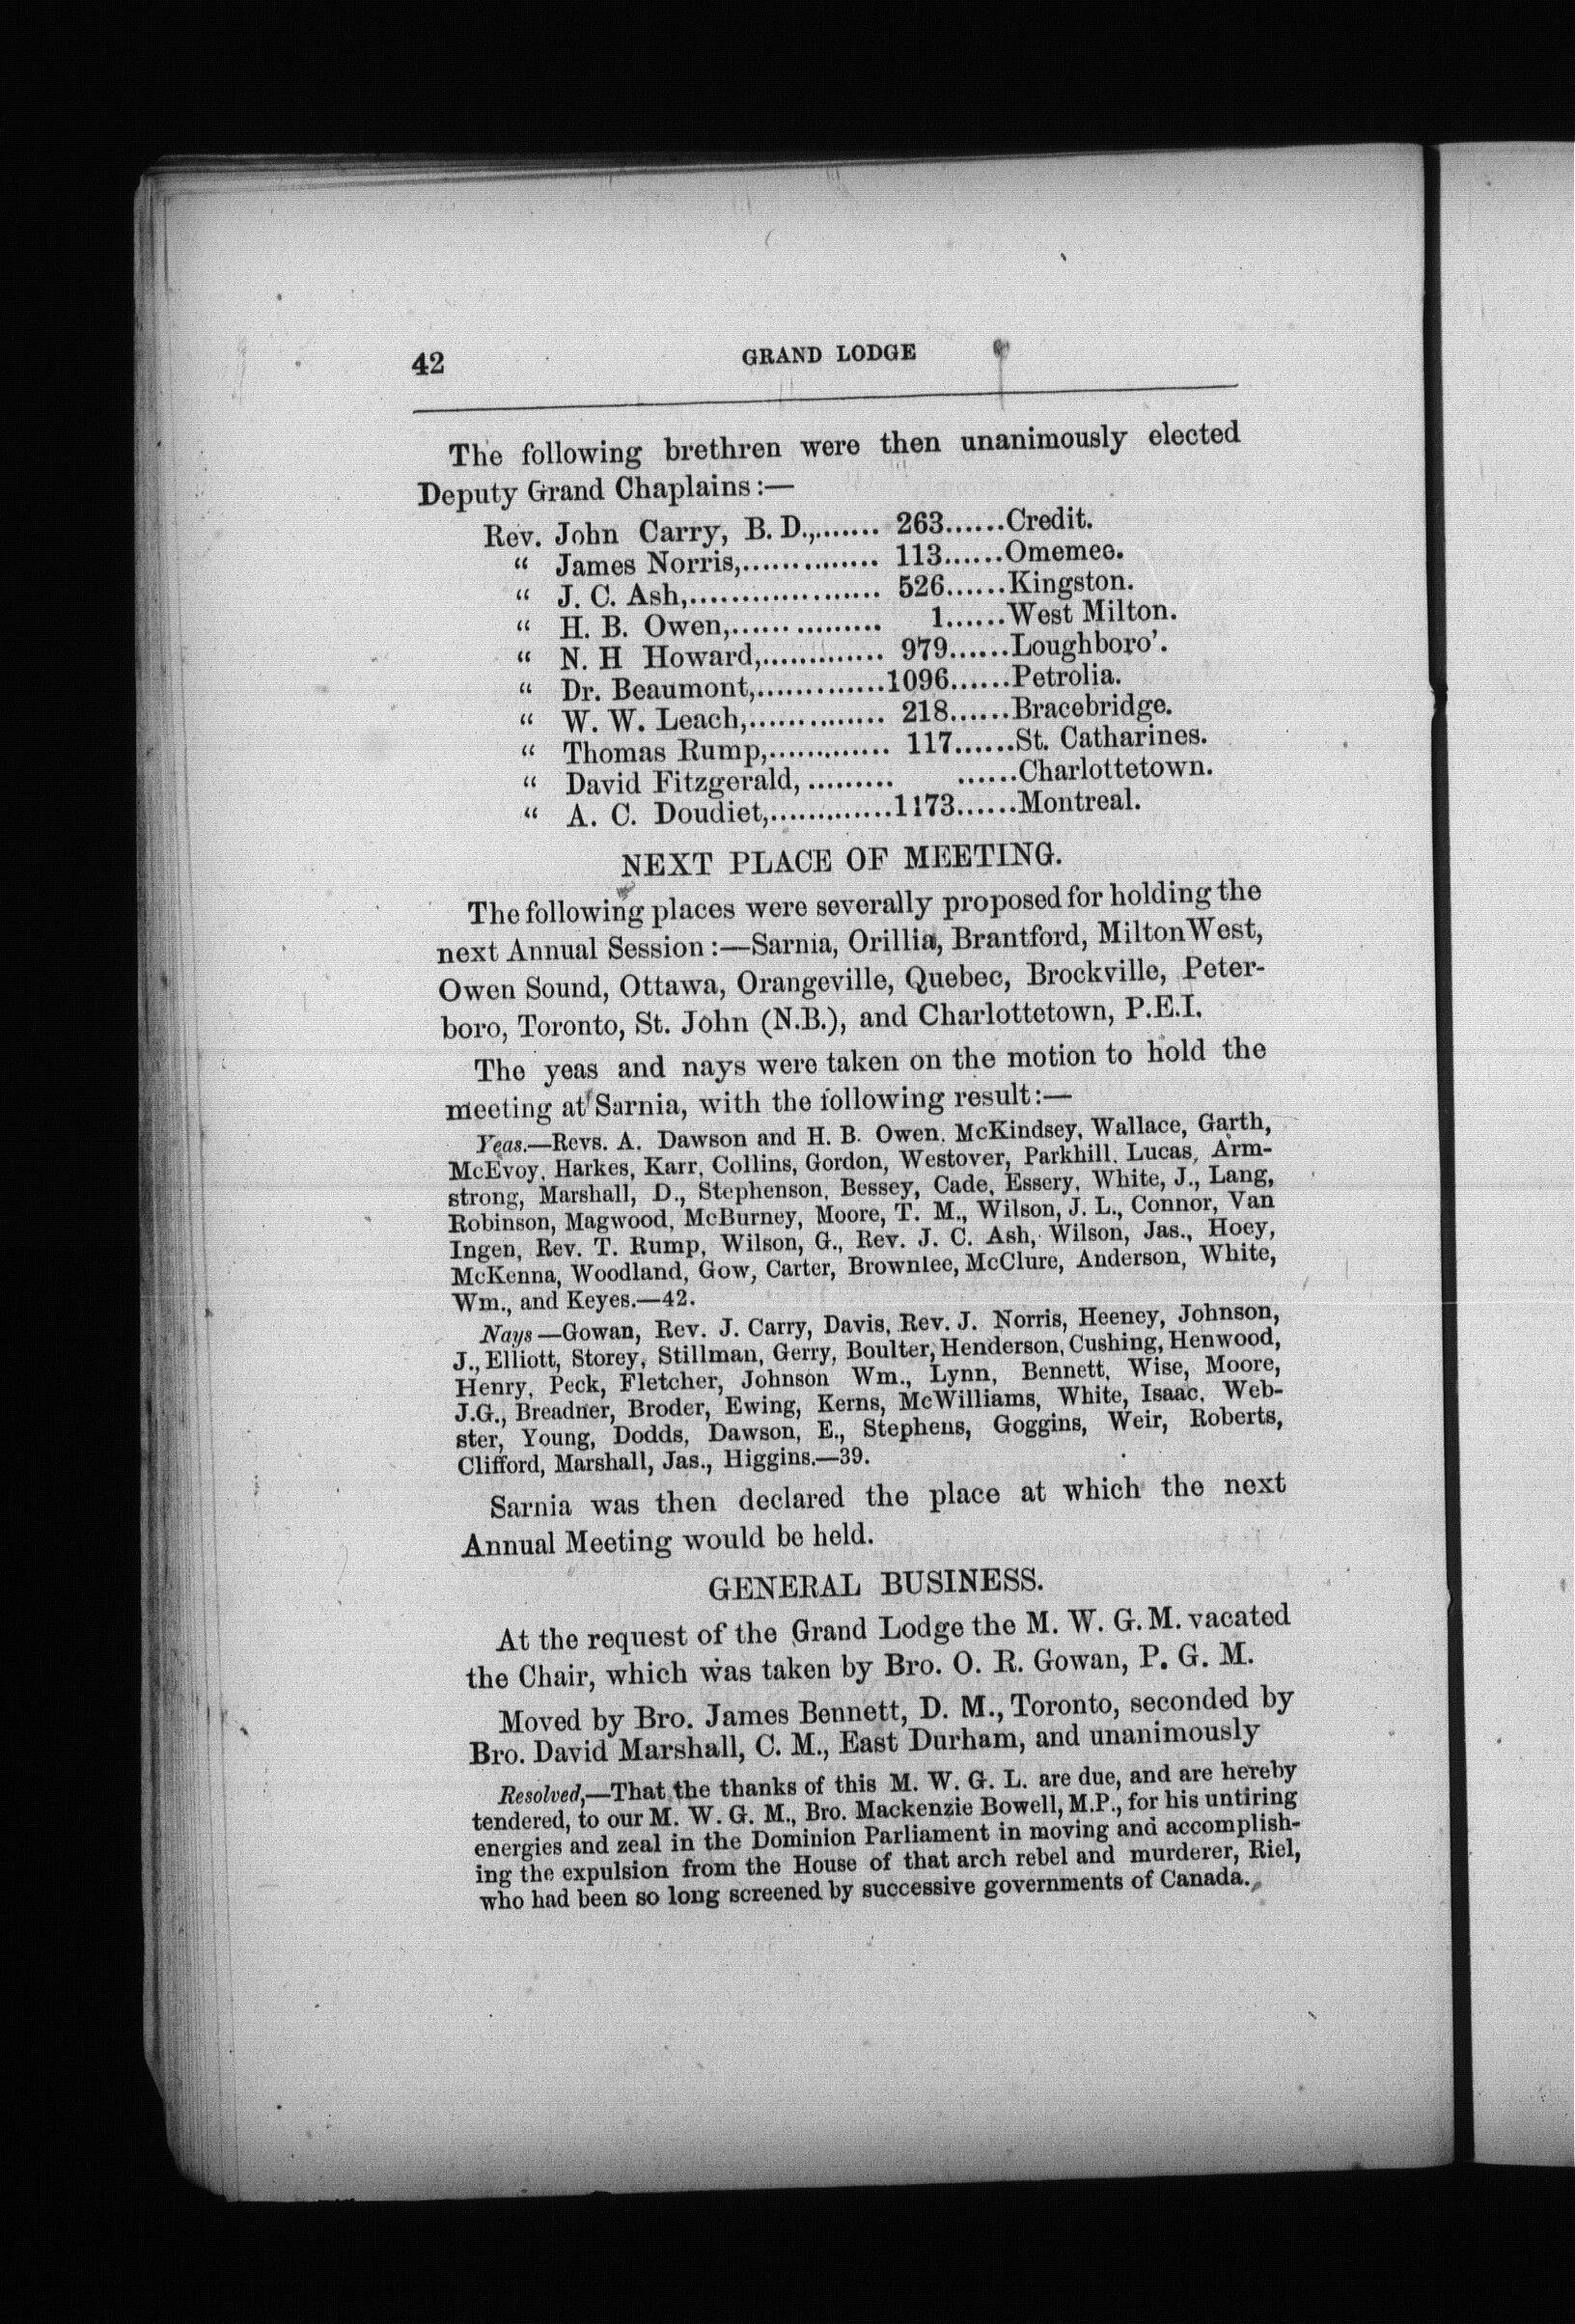 42
GRAND LODGE
The following brethren were then unanimously elected
Deputy Grand Chaplains :—
Rev. John Carry, B. D.,....... 263......Credit.
“ James Norris,.............. 113......Omemee.
“ J. C. Ash,................... 526......Kingston.
“ H. B. Owen,............... 1......West Milton.
“ N. H Howard,............. 979......Loughboro’.
“ Dr. Beaumont,.............1096......Petrolia.
“ W. W. Leach,.............. 218......Bracebridge.
“ Thomas Rump,............. 117......St. Catharines.
“ David Fitzgerald, ......... ......Charlottetown.
“ A. C. Doudiet,.............1173......Montreal.
NEXT PLACE OF MEETING.
The following places were severally proposed for holding the
next Annual Session :—Sarnia, Orillia, Brantford, Milton West,
Owen Sound, Ottawa, Orangeville, Quebec, Brockville, Peter-
boro, Toronto, St. John (N.B.), and Charlottetown, P.E.I.
The yeas and nays were taken on the motion to hold the
meeting at Sarnia, with the following result:—
Yeas.—Revs. A. Dawson and H. B. Owen. McKindsey, Wallace, Garth,
McEvoy, Harkes, Karr, Collins, Gordon, Westover, Parkhill. Lucas, Arm-
strong, Marshall, D., Stephenson, Bessey, Cade, Essery, White, J., Lang,
Robinson, Magwood, McBurney, Moore, T. M., Wilson, J. L., Connor, Van
Ingen, Rev. T. Rump, Wilson, G., Rev. J. C. Ash, Wilson, Jas., Hoey,
McKenna, Woodland, Gow, Carter, Brownlee, McClure, Anderson, White,
Wm., and Keyes.—42.
Nays—Gowan, Rev. J. Carry, Davis, Rev. J. Norris, Heeney, Johnson,
J., Elliott, Storey, Stillman, Gerry, Boulter, Henderson, Cushing, Henwood,
Henry, Peck, Fletcher, Johnson Wm., Lynn, Bennett, Wise, Moore,
J.G., Breadner, Broder, Ewing, Kerns, McWilliams, White, Isaac. Web-
ster, Young, Dodds, Dawson, E., Stephens, Goggins, Weir, Roberts,
Clifford, Marshall, Jas., Higgins.—39.
Sarnia was then declared the place at which the next
Annual Meeting would be held.
GENERAL BUSINESS.
At the request of the Grand Lodge the M. W. G. M. vacated
the Chair, which was taken by Bro. O. R. Gowan, P. G. M.
Moved by Bro. James Bennett, D. M., Toronto, seconded by
Bro. David Marshall, C. M., East Durham, and unanimously
Resolved,—That the thanks of this M. W. G. L. are due, and are hereby
tendered, to our M. W. G. M., Bro. Mackenzie Bowell, M.P., for his untiring
energies and zeal in the Dominion Parliament in moving and accomplish-
ing the expulsion from the House of that arch rebel and murderer, Riel,
who had been so long screened by successive governments of Canada.